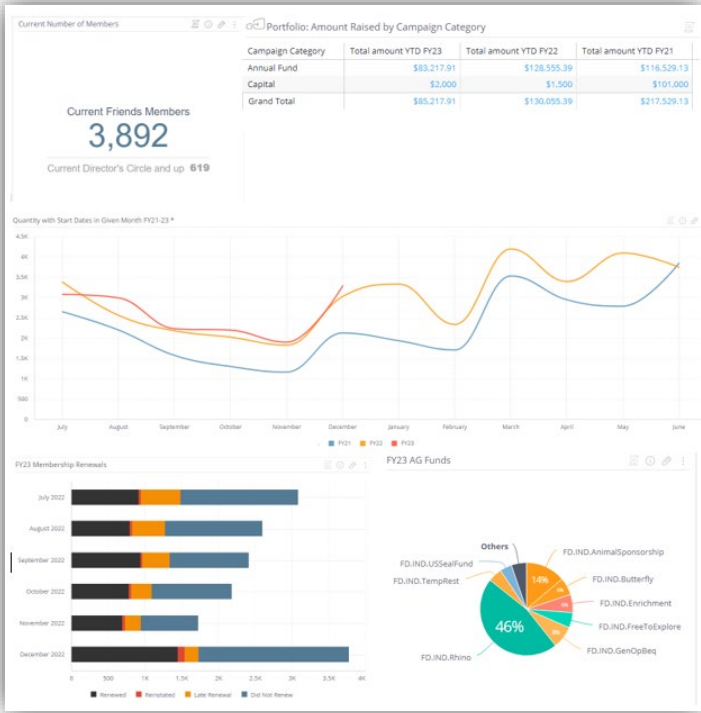 Current Number of Members
Current Friends Members
3,892
Current Director's Circle and up 619
Portfolio: Amount Raised by Campaign Category
Campaign Category Total amount YTD FY23 Total amount YTD FY22 Total amount YTD FY21
Annual Fund $83,217.91 $128,555.39 $116,529.13
Capital $2,000 $1,500 $101,000
Grand Total $85,217.91 $130,055.39 $217,529.13
Quantity with Start Dates in Given Month FY21-23 *
4.5K
4K
3.5K
3K
2.5K
2K
1.5K
1K
500
0
July August September October November December January February March April May June
FY21 FY22 FY23
FY23 Membership Renewals
July 2022
August 2022
September 2022
October 2022
November 2022
December 2022
0 500 1K 1.5K 2K 2.5K 3K 3.5K 4K
Renewed Reinstated Late Renewal Did Not Renew
FY23 AG Funds
Others
FD.IND.USSealFund
FD.IND.TempRest
FD.IND.AnimalSponsorship
14%
FD.IND.Butterfly
FD.IND.Enrichment
FD.IND.FreeToExplore
FD.IND.GenOpBeq
46%
FD.IND.Rhino